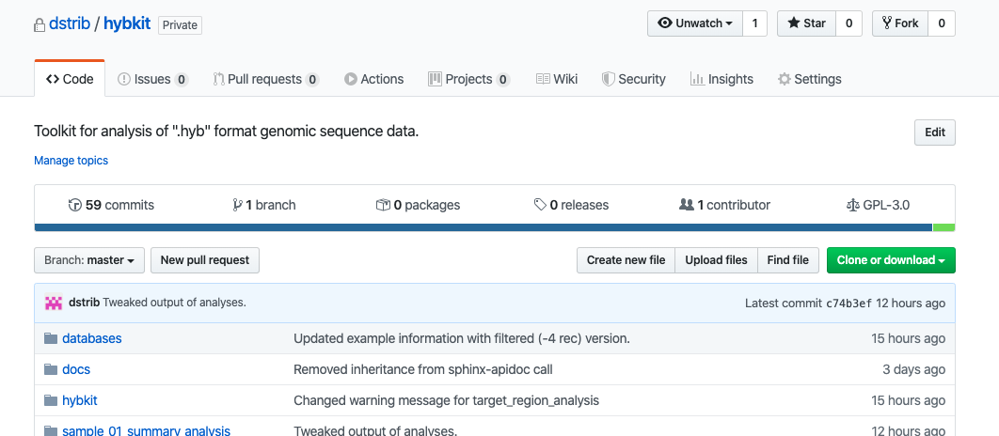 dstrib / hybkit Private Unwatch 1 Star 0 Fork 0
Code Issues 0 Pull requests 0 Actions Projects 0 Wiki Security Insights Settings
Toolkit for analysis of ".hyb" format genomic sequence data. Edit
Manage topics
59 commits 1 branch 0 packages 0 releases 1 contributor GPL-3.0
Branch: master New pull request Create new file Upload files Find file Clone or download
dstrib Tweaked output of analyses. Latest commit c74b3ef 12 hours ago
databases Updated example information with filtered (-4 rec) version. 15 hours ago
docs Removed inheritance from sphinx-apidoc call 3 days ago
hybkit Changed warning message for target_region_analysis 15 hours ago
sample_01_summary_analysis Tweaked output of analyses. 12 hours ago